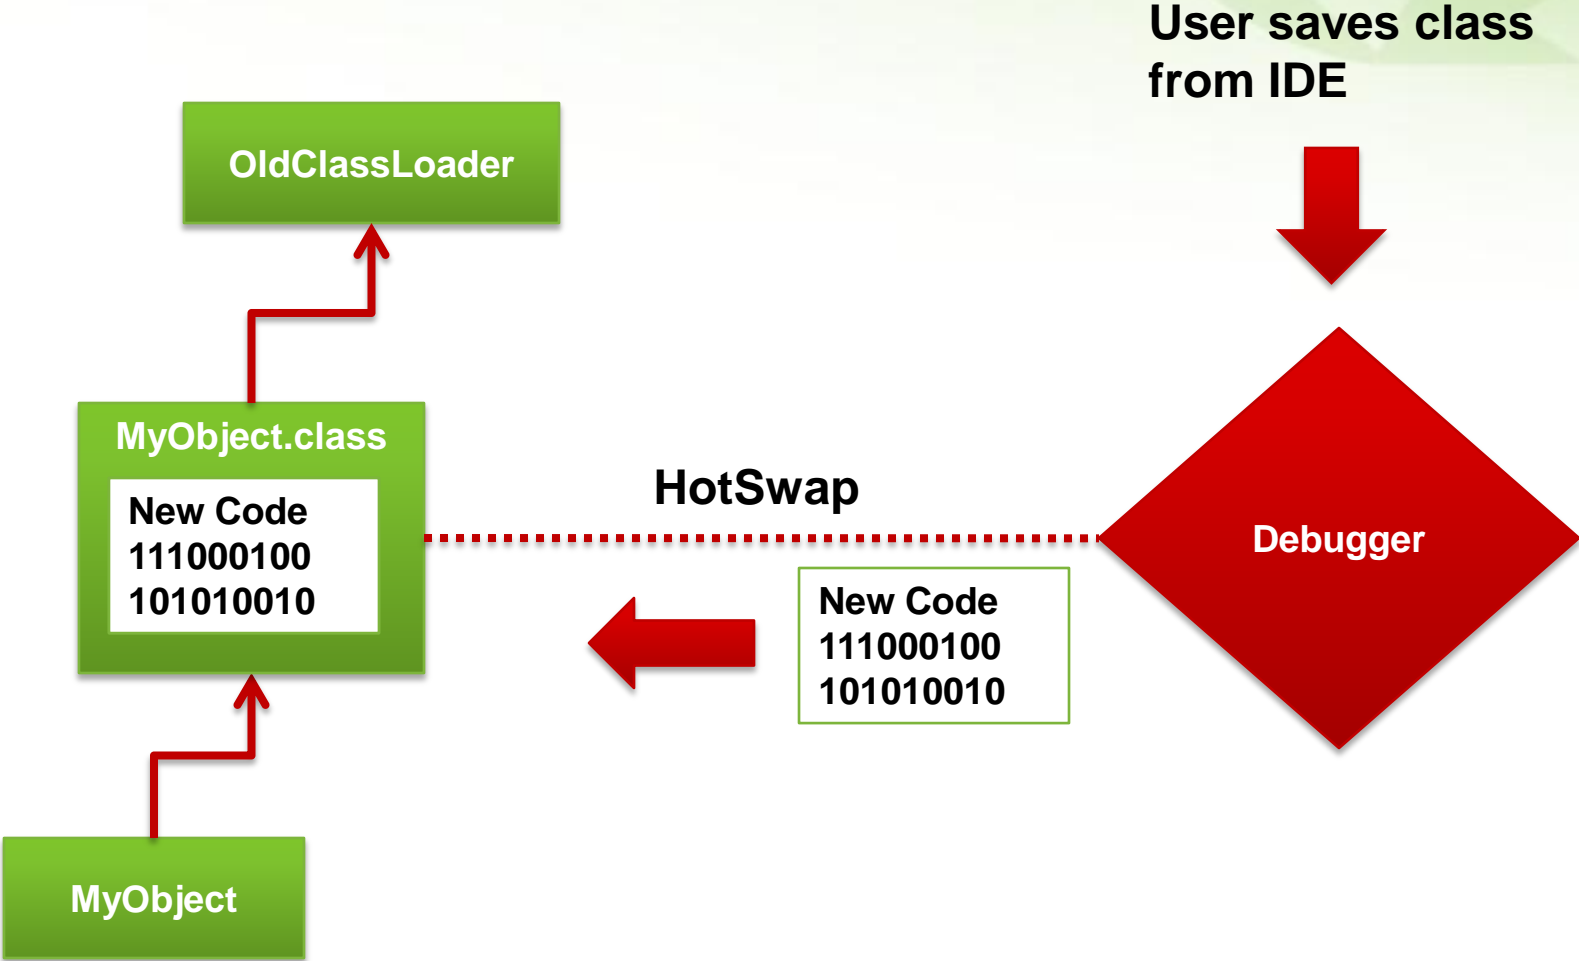 User saves class
from IDE
OldClassLoader
MyObject.class
New Code
111000100
101010010
HotSwap
New Code
111000100
101010010
Debugger
MyObject